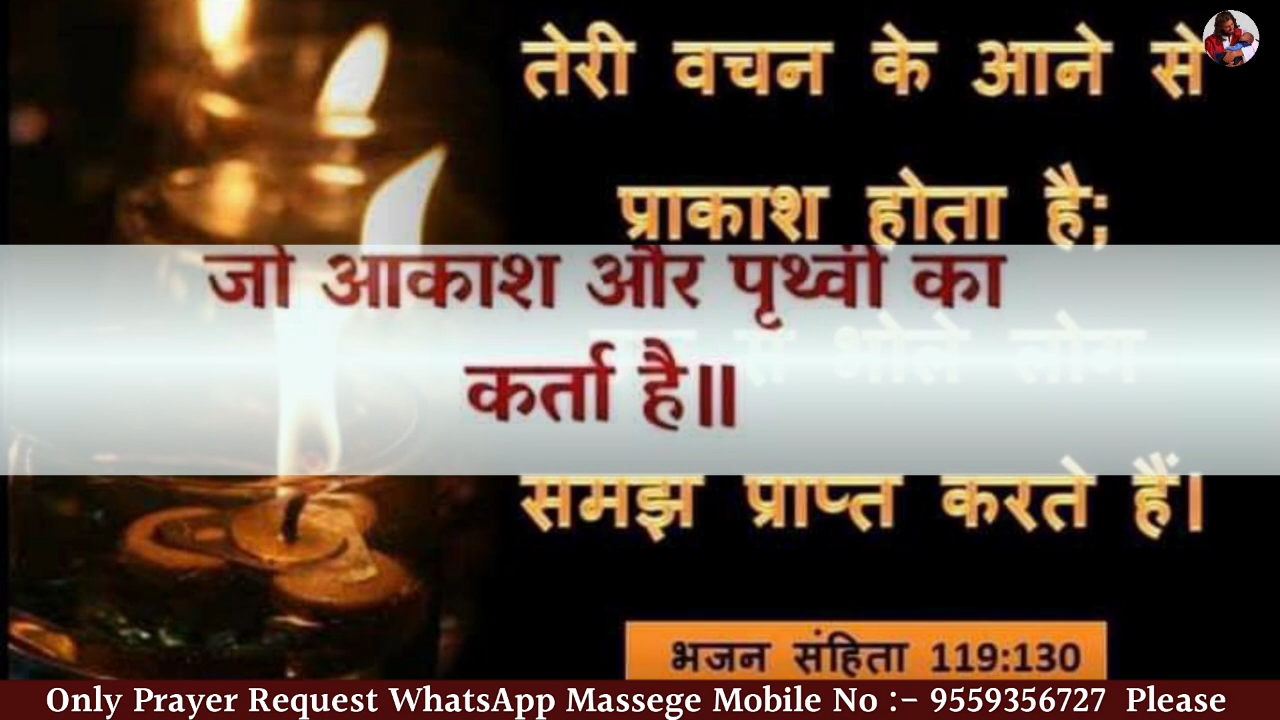 तेरी वचन के आने से
प्राकाश होता है;
जो आकाश और पृथ्वी का
से भोले लोग
कर्ता है॥
समझ प्राप्त करते हैं।
भजन संहिता 119:130
Only Prayer Request WhatsApp Massege Mobile No :- 9559356727 Please